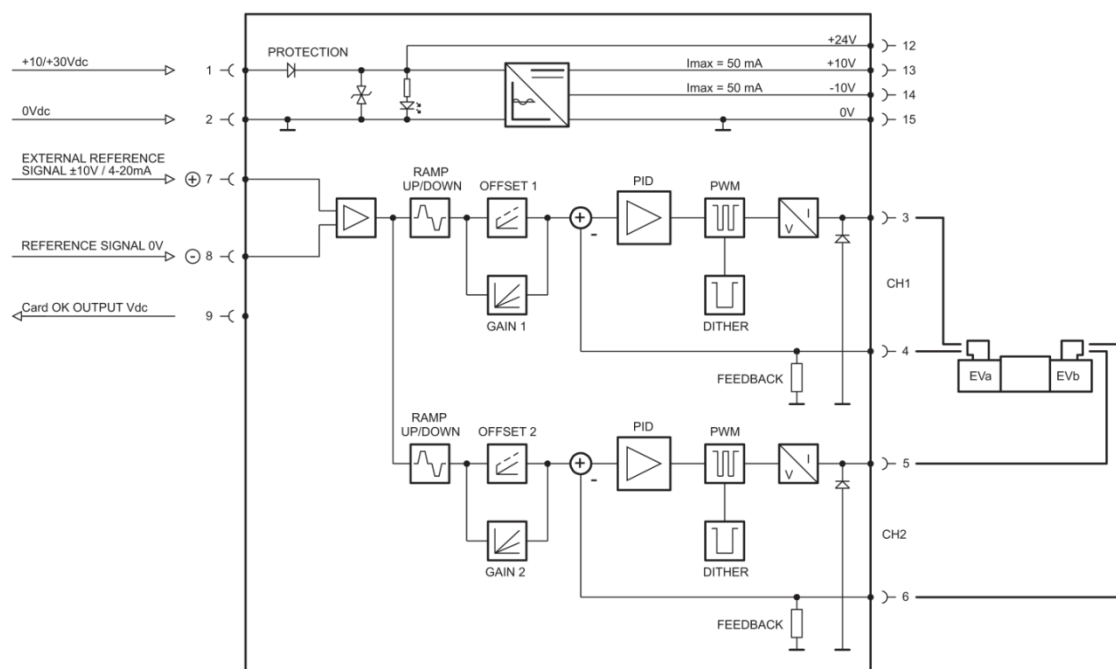 +24V
12
+10/+30Vdc
1
PROTECTION
Imax = 50 mA
+10V
13
Imax = 50 mA
-10V
14
0Vdc
2
0V
15
EXTERNAL REFERENCE
SIGNAL ±10V / 4-20mA
+ 7
RAMP
UP/DOWN
OFFSET 1
PID
PWM
+
-
I
V
3
REFERENCE SIGNAL 0V
- 8
GAIN 1
DITHER
CH1
Card OK OUTPUT Vdc
9
4
FEEDBACK
EVa
EVb
RAMP
UP/DOWN
OFFSET 2
PID
PWM
+
-
I
V
5
GAIN 2
DITHER
CH2
6
FEEDBACK